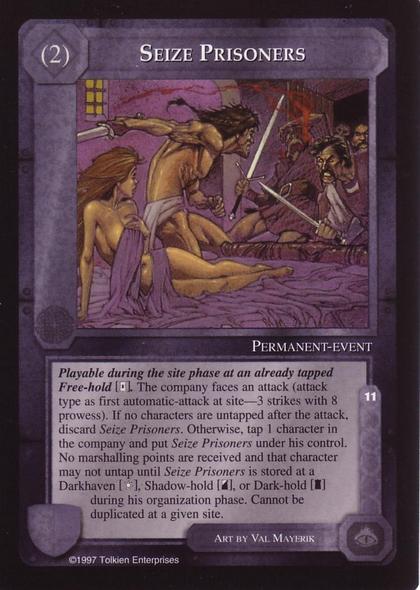 (2)
SEIZE PRISONERS
PERMANENT-EVENT
Playable during the site phase at an already tapped
Free-hold [], The company faces an attack (attack
type as first automatic-attack at site—3 strikes with 8
prowess). If no characters are untapped after the attack,
discard Seize Prisoners. Otherwise, tap 1 character
in the company and put Seize Prisoners under his control.
No marshalling points are received and that character
may not untap until Seize Prisoners is stored at a
Darkhaven [], Shadow-hold [], or Dark-hold []
during his organization phase. Cannot be
duplicated at a given site.
11
ART BY VAL MAYERIK
©1997 Tolkien Enterprises